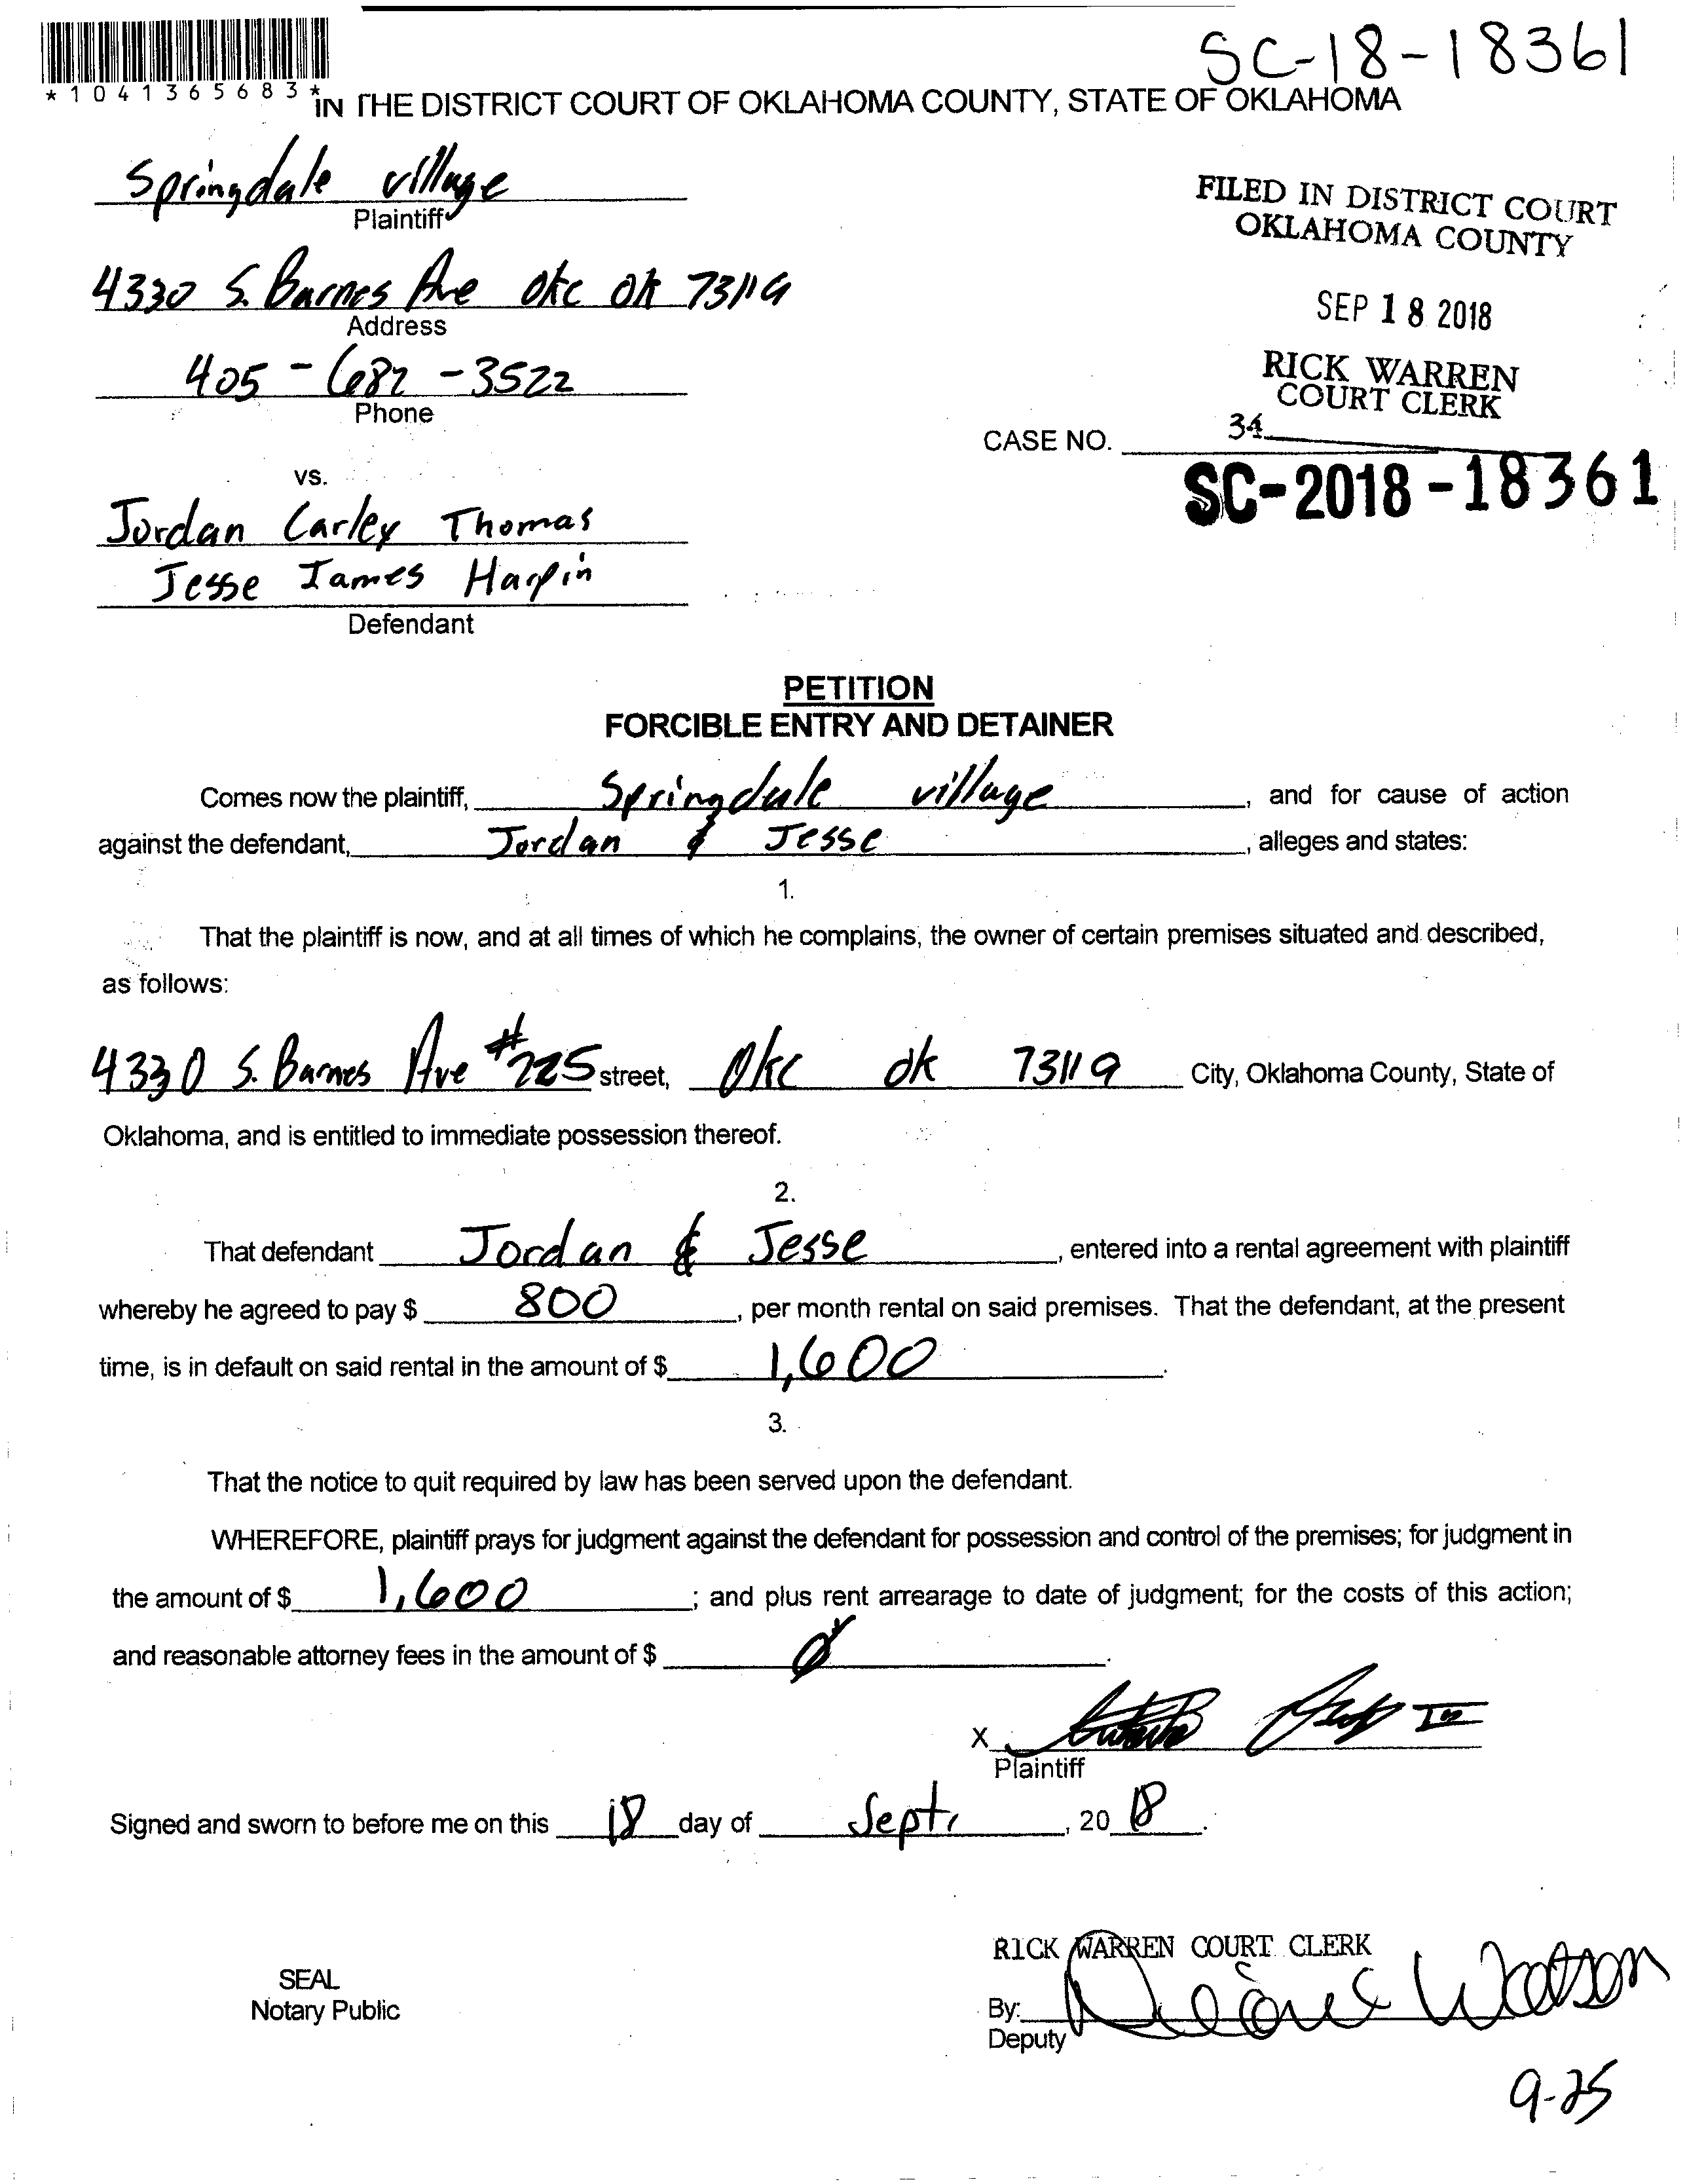 SC-18-18361
*1041365683*
IN THE DISTRICT COURT OF OKLAHOMA COUNTY, STATE OF OKLAHOMA
Springdale village
Plaintiff
FILED IN DISTRICT COURT
OKLAHOMA COUNTY
4330 S. Barnes Ave Okc Ok 73119
Address
SEP 18 2018
405-682-3522
Phone
RICK WARREN
COURT CLERK
34
CASE NO.
SC-2018-18361
vs.
Jordan Carley Thomas
Jesse James Harpin
Defendant
PETITION
FORCIBLE ENTRY AND DETAINER
Comes now the plaintiff, Springdale village, and for cause of action
against the defendant, Jordan & Jesse, alleges and states:
1.
That the plaintiff is now, and at all times of which he complains, the owner of certain premises situated and described,
as follows:
4330 S. Barnes Ave #225 street, Okc ok 73119 City, Oklahoma County, State of
Oklahoma, and is entitled to immediate possession thereof.
2.
That defendant Jordan & Jesse, entered into a rental agreement with plaintiff
whereby he agreed to pay $ 800, per month rental on said premises. That the defendant, at the present
time, is in default on said rental in the amount of $ 1,600.
3.
That the notice to quit required by law has been served upon the defendant.
WHEREFORE, plaintiff prays for judgment against the defendant for possession and control of the premises; for judgment in
the amount of $ 1,600; and plus rent arrearage to date of judgment; for the costs of this action;
and reasonable attorney fees in the amount of $ Ø.
X
Plaintiff
Signed and sworn to before me on this 18 day of Sept, 20 18.
RICK WARREN COURT CLERK
SEAL
Notary Public
By: Watson
Deputy
9-25